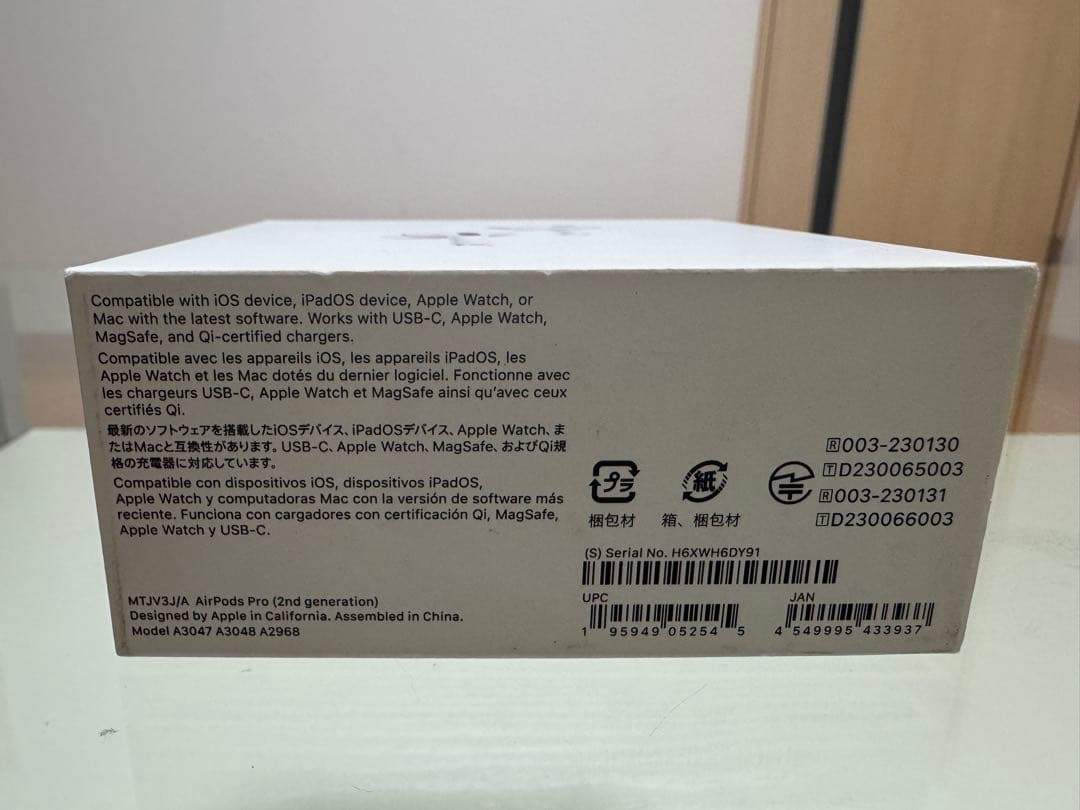 Compatible with iOS device, iPadOS device, Apple Watch, or
Mac with the latest software. Works with USB-C, Apple Watch,
MagSafe, and Qi-certified chargers.
Compatible avec les appareils iOS, les appareils iPadOS, les
Apple Watch et les Mac dotés du dernier logiciel. Fonctionne avec
les chargeurs USB-C, Apple Watch et MagSafe ainsi qu'avec ceux
certifiés Qi.
最新のソフトウェアを搭載したiOSデバイス、iPadOSデバイス、Apple Watch、ま
たはMacと互換性があります。USB-C、Apple Watch、MagSafe、およびQi規
格の充電器に対応しています。
Compatible con dispositivos iOS, dispositivos iPadOS,
Apple Watch y computadoras Mac con la versión de software más
reciente. Funciona con cargadores con certificación Qi, MagSafe,
Apple Watch y USB-C.
MTJV3J/A AirPods Pro (2nd generation)
Designed by Apple in California. Assembled in China.
Model A3047 A3048 A2968
プラ
梱包材
紙
箱、梱包材
R 003-230130
T D230065003
R 003-230131
T D230066003
(S) Serial No. H6XWH6DY91
UPC
1 95949 05254 5
JAN
4 549995 433937